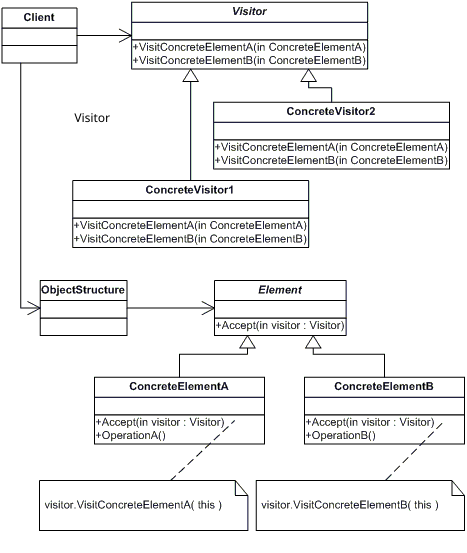 Client
Visitor
+VisitConcreteElementA(in ConcreteElementA)
+VisitConcreteElementB(in ConcreteElementB)
Visitor
ConcreteVisitor2
+VisitConcreteElementA(in ConcreteElementA)
+VisitConcreteElementB(in ConcreteElementB)
ConcreteVisitor1
+VisitConcreteElementA(in ConcreteElementA)
+VisitConcreteElementB(in ConcreteElementB)
ObjectStructure
Element
+Accept(in visitor : Visitor)
ConcreteElementA
+Accept(in visitor : Visitor)
+OperationA()
ConcreteElementB
+Accept(in visitor : Visitor)
+OperationB()
visitor.VisitConcreteElementA( this )
visitor.VisitConcreteElementB( this )